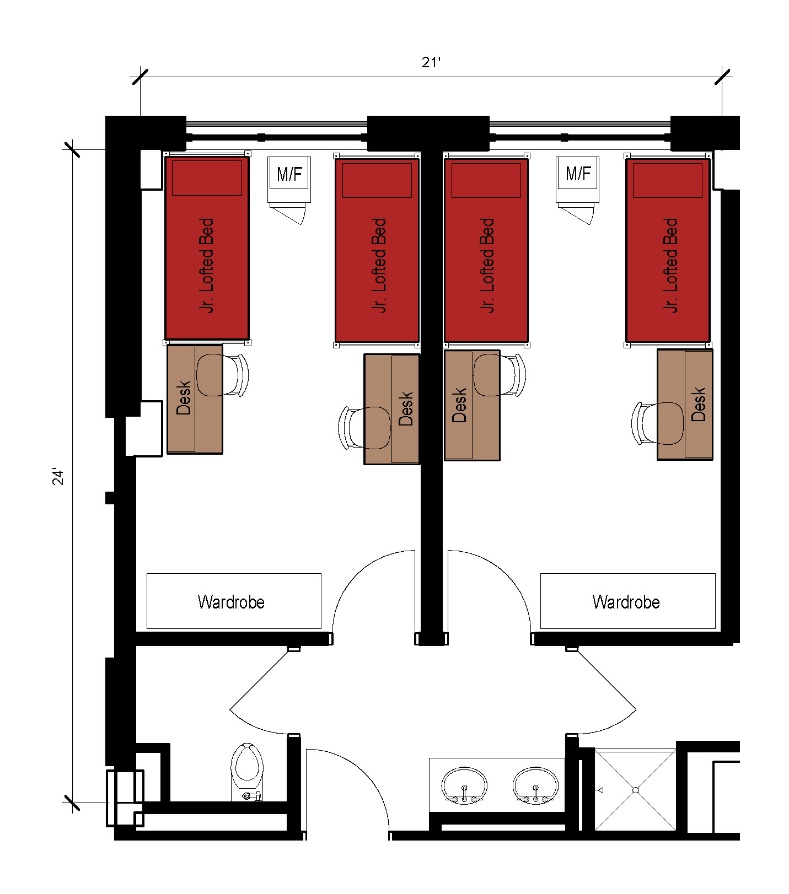 21'
M/F
M/F
Jr. Lofted Bed
Jr. Lofted Bed
Jr. Lofted Bed
Jr. Lofted Bed
Desk
Desk
Desk
Desk
24'
Wardrobe
Wardrobe